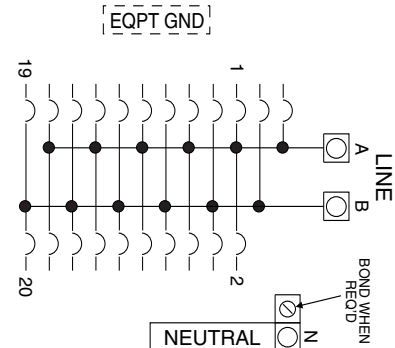 EQPT GND
19
1
A
LINE
B
20
2
BOND WHEN
REQ'D
NEUTRAL
N